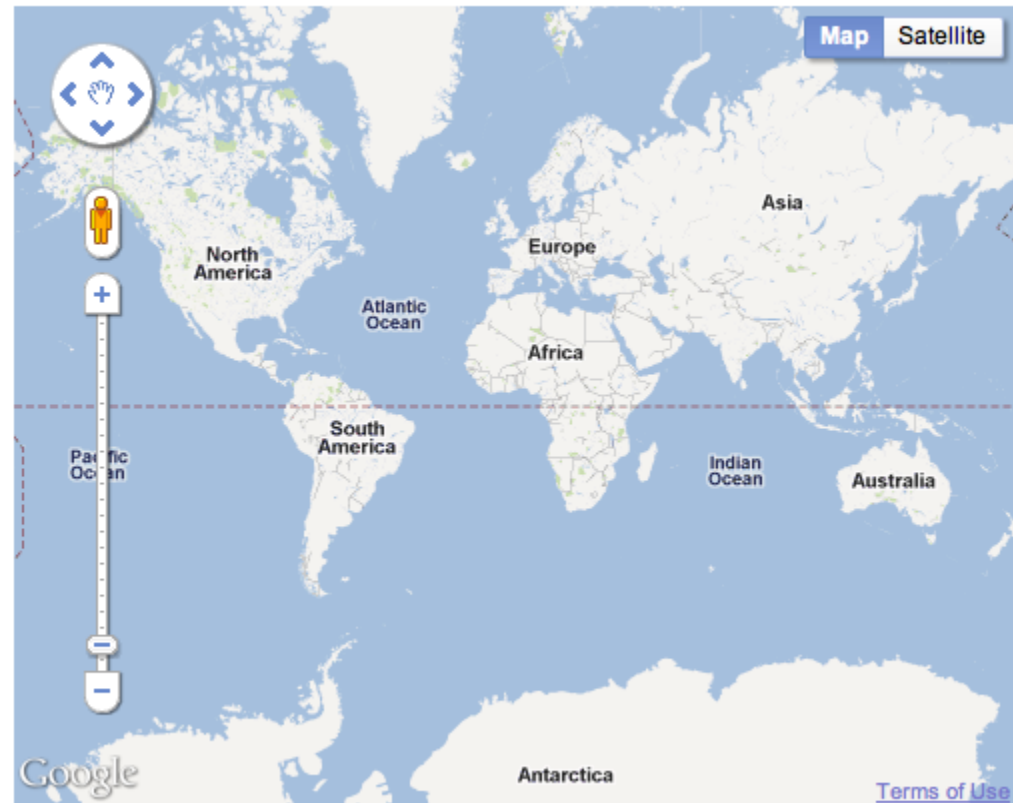 Map Satellite
Asia
Europe
North
America
Atlantic
Ocean
Africa
South
America
Pacific
Ocean
Indian
Ocean
Australia
Antarctica
Google
Terms of Use